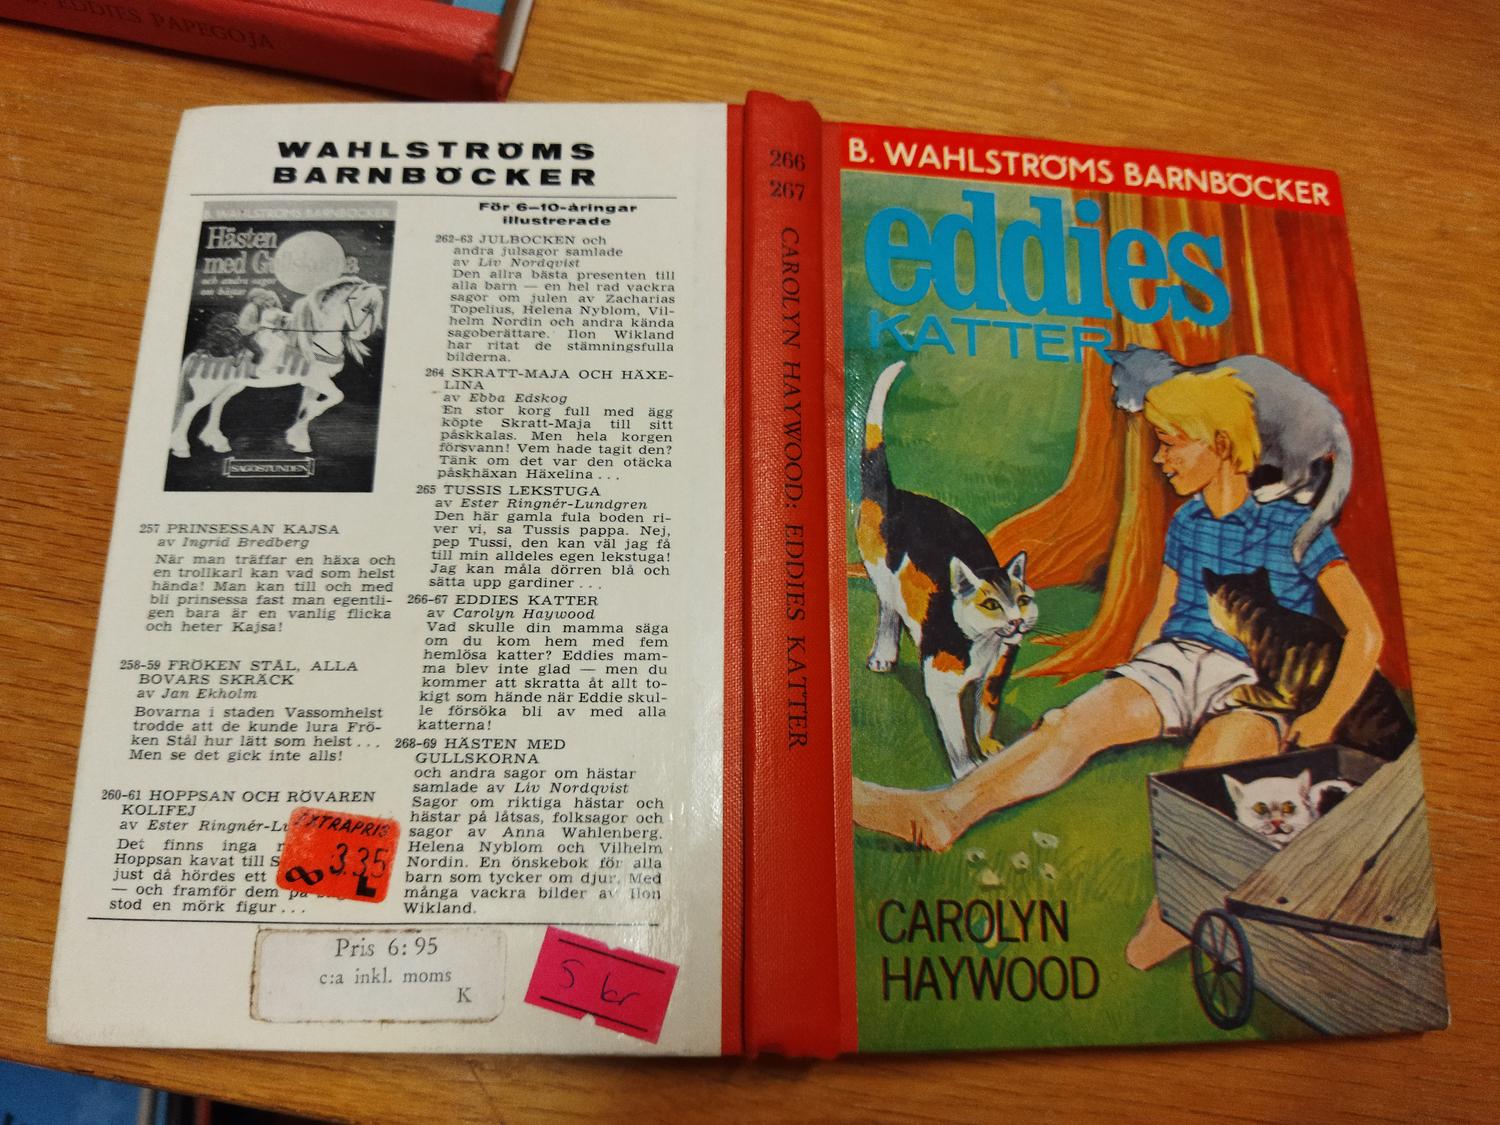 EDDIES PAPEGOJA
WAHLSTRÖMS
BARNBÖCKER
B. WAHLSTRÖMS BARNBÖCKER
Hästen
med Gullskorna
och andra sagor
om hästar
SAGOSTUNDEN
257 PRINSESSAN KAJSA
av Ingrid Bredberg
När man träffar en häxa och
en trollkarl kan vad som helst
hända! Man kan till och med
bli prinsessa fast man egentli-
gen bara är en vanlig flicka
och heter Kajsa!
258-59 FRÖKEN STÅL, ALLA
BOVARS SKRÄCK
av Jan Ekholm
Bovarna i staden Vassomhelst
trodde att de kunde lura Frö-
ken Stål hur lätt som helst...
Men se det gick inte alls!
260-61 HOPPSAN OCH RÖVAREN
KOLIFEJ
av Ester Ringnér-
Det finns inga
Hoppsan kavat till
just då hördes ett
— och framför dem
stod en mörk figur...
För 6–10-åringar
illustrerade
262-63 JULBOCKEN och
andra julsagor samlade
av Liv Nordqvist
Den allra bästa presenten till
alla barn — en hel rad vackra
sagor om julen av Zacharias
Topelius, Helena Nyblom, Vil-
helm Nordin och andra kända
sagoberättare. Ilon Wikland
har ritat de stämningsfulla
bilderna.
264 SKRATT-MAJA OCH HÄXE-
LINA
av Ebba Edskog
En stor korg full med ägg
köpte Skratt-Maja till sitt
påskkalas. Men hela korgen
försvann! Vem hade tagit den?
Tänk om det var den otäcka
påskhäxan Häxelina...
265 TUSSIS LEKSTUGA
av Ester Ringnér-Lundgren
Den här gamla fula boden ri-
ver vi, sa Tussis pappa. Nej,
pep Tussi, den kan väl jag få
till min alldeles egen lekstuga!
Jag kan måla dörren blå och
sätta upp gardiner...
266-67 EDDIES KATTER
av Carolyn Haywood
Vad skulle din mamma säga
om du kom hem med fem
hemlösa katter? Eddies mam-
ma blev inte glad — men du
kommer att skratta åt allt to-
kigt som hände när Eddie skul-
le försöka bli av med alla
katterna!
268-69 HÄSTEN MED
GULLSKORNA
och andra sagor om hästar
samlade av Liv Nordqvist
Sagor om riktiga hästar och
hästar på låtsas, folksagor och
sagor av Anna Wahlenberg.
Helena Nyblom och Vilhelm
Nordin. En önskebok för alla
barn som tycker om djur. Med
många vackra bilder av Ilon
Wikland.
EXTRAPRIS
3.35
L
Pris 6:95
c:a inkl. moms
K
5 kr
266
267
CAROLYN HAYWOOD: EDDIES KATTER
B. WAHLSTRÖMS BARNBÖCKER
eddies
KATTER
CAROLYN
HAYWOOD